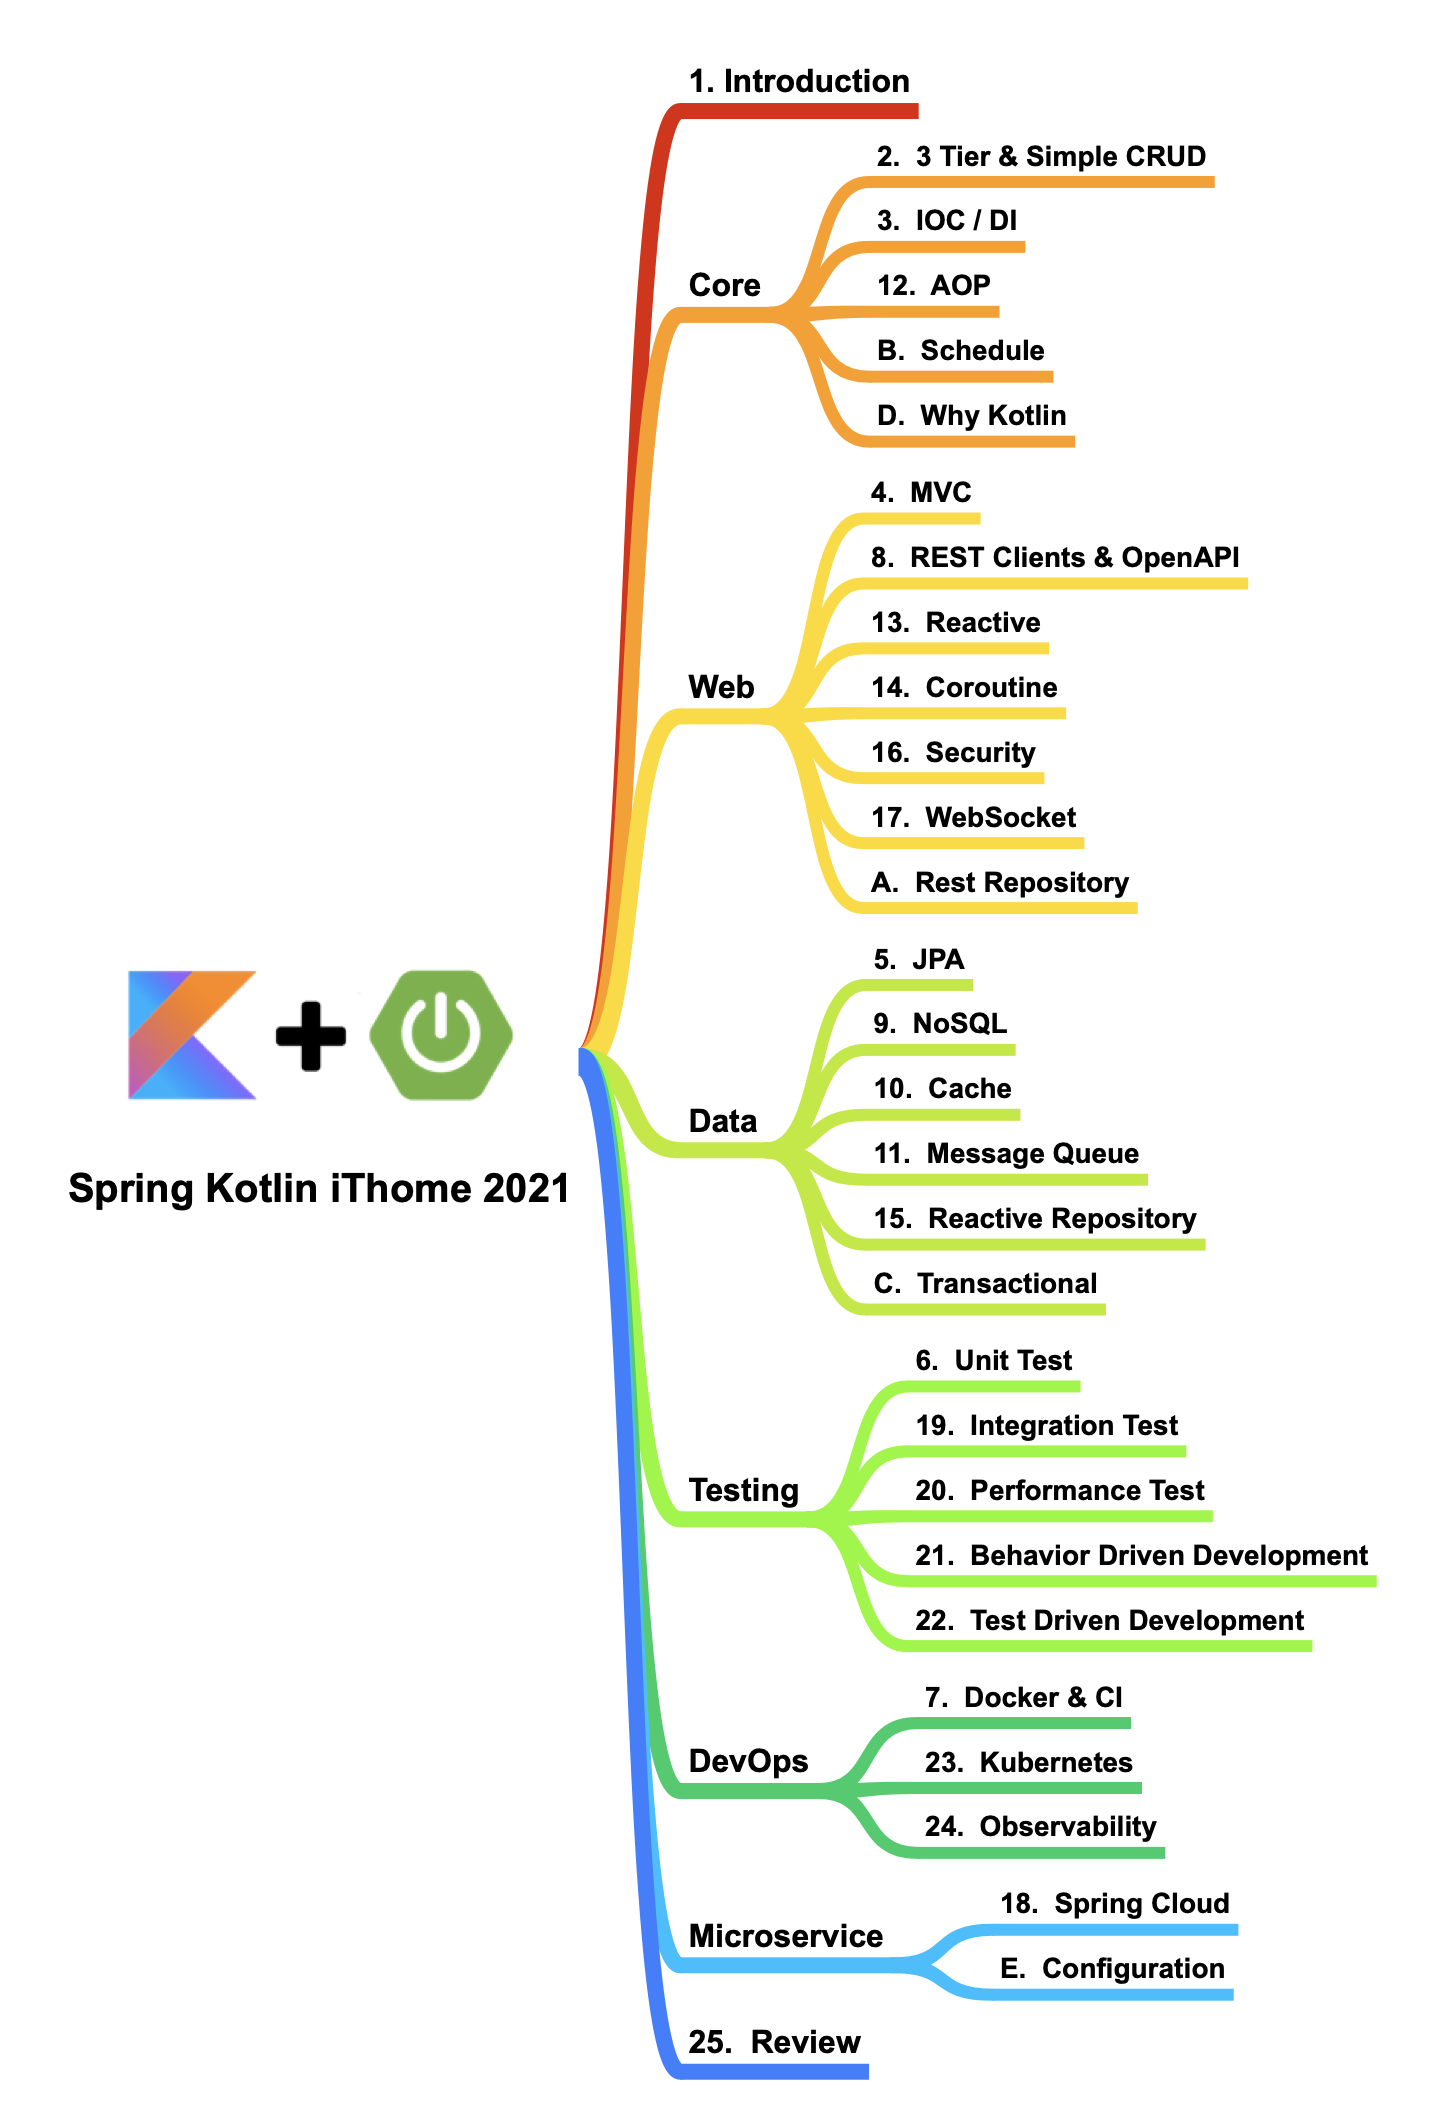 Spring Kotlin iThome 2021
1. Introduction
Core
2. 3 Tier & Simple CRUD
3. IOC / DI
12. AOP
B. Schedule
D. Why Kotlin
Web
4. MVC
8. REST Clients & OpenAPI
13. Reactive
14. Coroutine
16. Security
17. WebSocket
A. Rest Repository
Data
5. JPA
9. NoSQL
10. Cache
11. Message Queue
15. Reactive Repository
C. Transactional
Testing
6. Unit Test
19. Integration Test
20. Performance Test
21. Behavior Driven Development
22. Test Driven Development
DevOps
7. Docker & CI
23. Kubernetes
24. Observability
Microservice
18. Spring Cloud
E. Configuration
25. Review